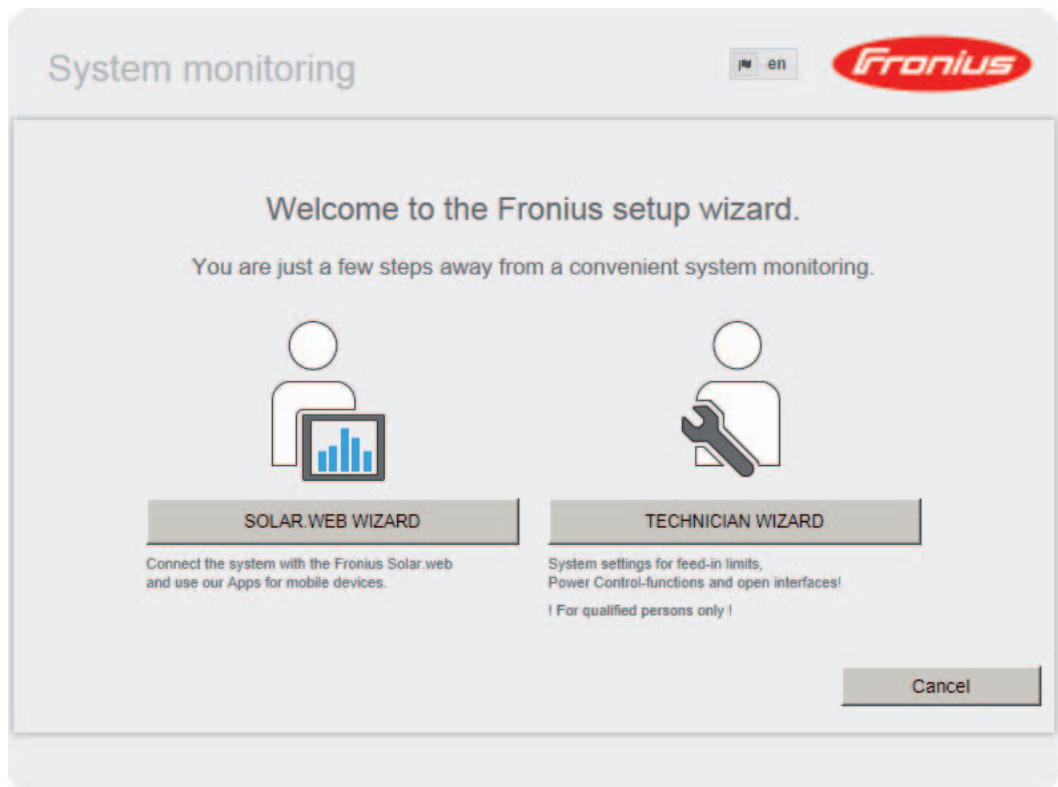 System monitoring
en
Fronius
Welcome to the Fronius setup wizard.
You are just a few steps away from a convenient system monitoring.
SOLAR.WEB WIZARD
Connect the system with the Fronius Solar.web
and use our Apps for mobile devices.
TECHNICIAN WIZARD
System settings for feed-in limits,
Power Control-functions and open interfaces!
! For qualified persons only !
Cancel